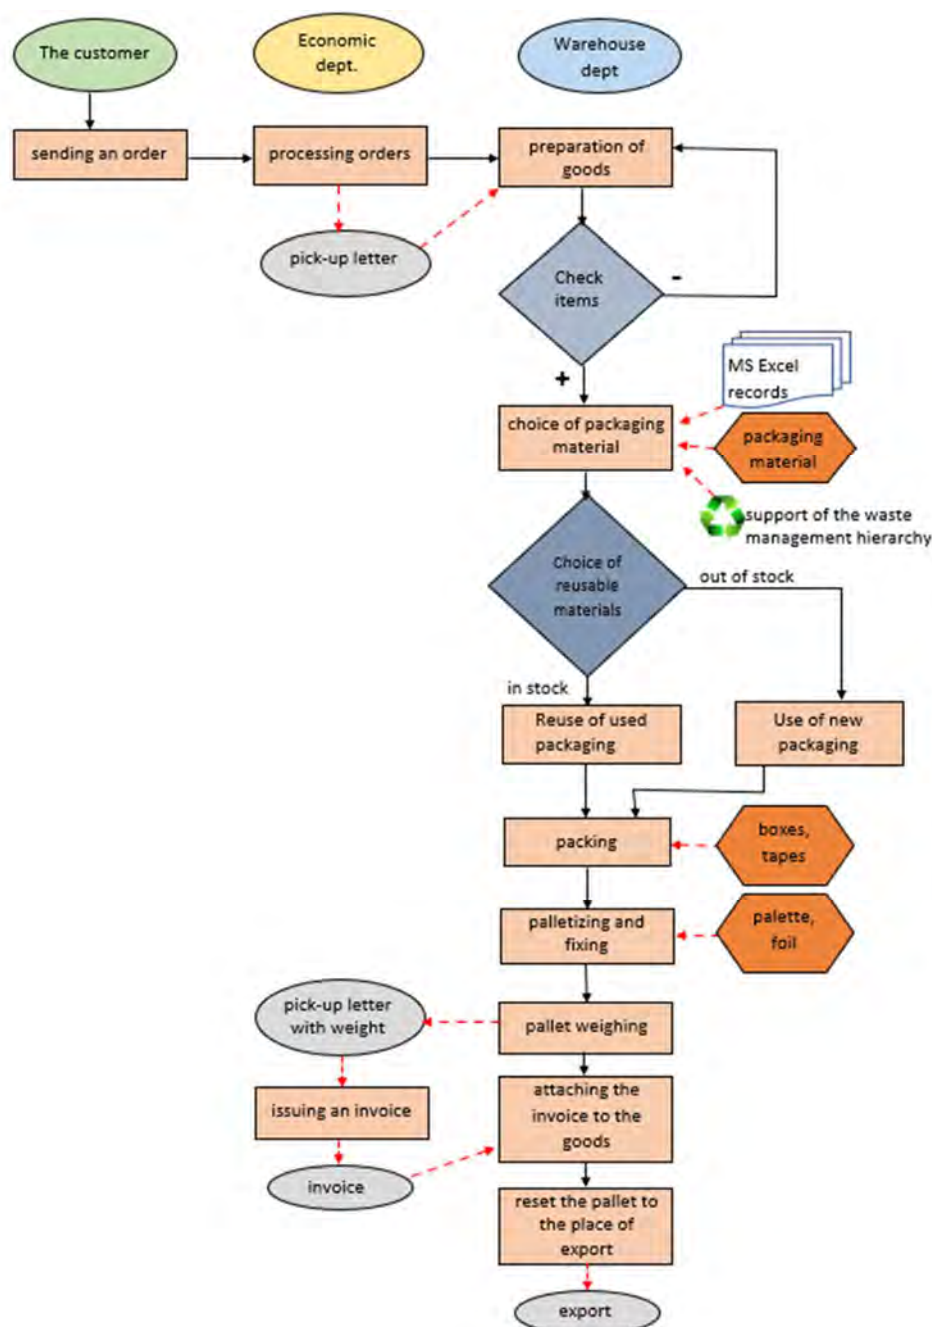 The customer
Economic
dept.
Warehouse
dept
sending an order
processing orders
preparation of
goods
pick-up letter
Check
items
-
+
MS Excel
records
choice of packaging
material
packaging
material
support of the waste
management hierarchy
Choice of
reusable
materials
out of stock
in stock
Reuse of used
packaging
Use of new
packaging
packing
boxes,
tapes
palletizing and
fixing
palette,
foil
pick-up letter
with weight
pallet weighing
issuing an invoice
attaching the
invoice to the
goods
invoice
reset the pallet to
the place of
export
export